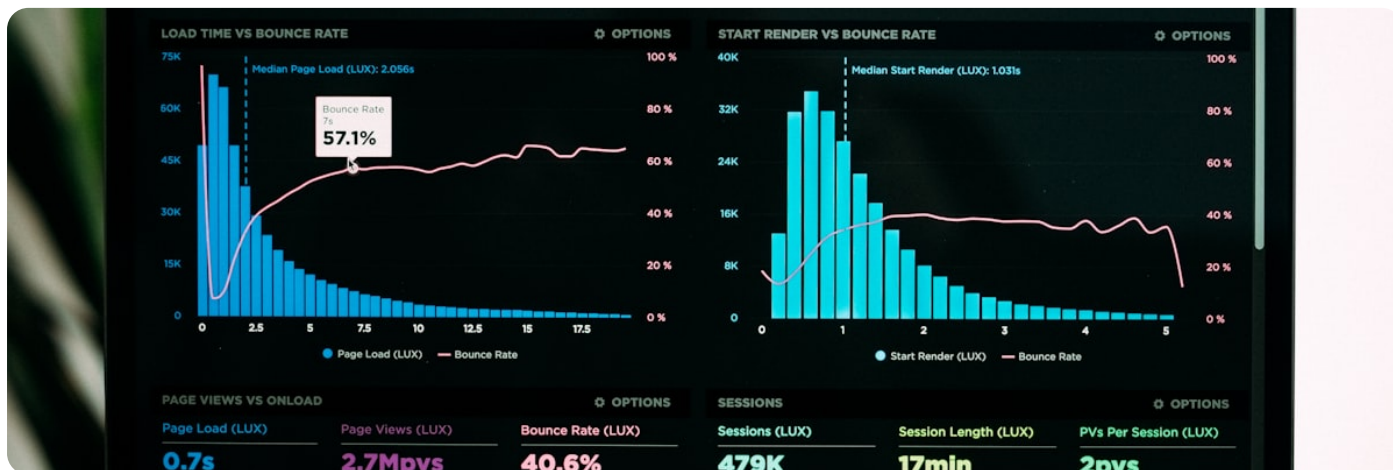 LOAD TIME VS BOUNCE RATE
OPTIONS
75K
60K
45K
30K
15K
0
Median Page Load (LUX): 2.056s
Bounce Rate
7s
57.1%
100 %
80 %
60 %
40 %
20 %
0 %
0 2.5 5 7.5 10 12.5 15 17.5
Page Load (LUX) Bounce Rate
START RENDER VS BOUNCE RATE
OPTIONS
40K
32K
24K
16K
8K
0
Median Start Render (LUX): 1.031s
100 %
80 %
60 %
40 %
20 %
0 %
0 1 2 3 4 5
Start Render (LUX) Bounce Rate
PAGE VIEWS VS ONLOAD
OPTIONS
Page Load (LUX) Page Views (LUX) Bounce Rate (LUX)
0.7s 2.7Mpvs 40.6%
SESSIONS
OPTIONS
Sessions (LUX) Session Length (LUX) PVs Per Session (LUX)
479K 17min 2pvs